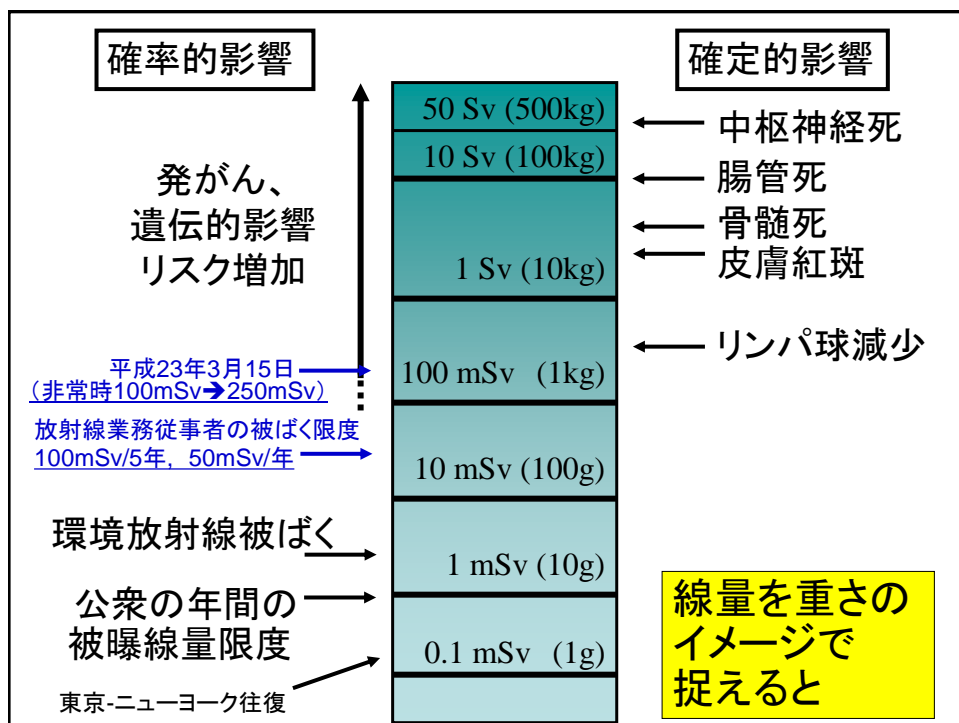 確率的影響
発がん、
遺伝的影響
リスク増加
平成23年3月15日
(非常時100mSv➔250mSv)
放射線業務従事者の被ばく限度
100mSv/5年, 50mSv/年
環境放射線被ばく
公衆の年間の
被曝線量限度
東京-ニューヨーク往復
50 Sv (500kg)
10 Sv (100kg)
1 Sv (10kg)
100 mSv (1kg)
10 mSv (100g)
1 mSv (10g)
0.1 mSv (1g)
確定的影響
中枢神経死
腸管死
骨髄死
皮膚紅斑
リンパ球減少
線量を重さの
イメージで
捉えると